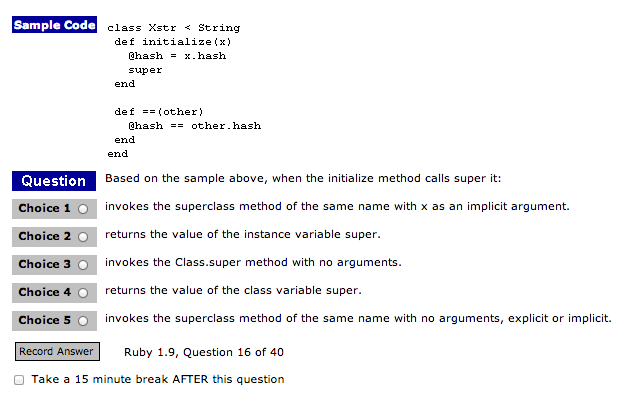 Sample Code
class Xstr < String
def initialize(x)
@hash = x.hash
super
end
def ==(other)
@hash == other.hash
end
end
Question Based on the sample above, when the initialize method calls super it:
Choice 1 invokes the superclass method of the same name with x as an implicit argument.
Choice 2 returns the value of the instance variable super.
Choice 3 invokes the Class.super method with no arguments.
Choice 4 returns the value of the class variable super.
Choice 5 invokes the superclass method of the same name with no arguments, explicit or implicit.
Record Answer Ruby 1.9, Question 16 of 40
Take a 15 minute break AFTER this question